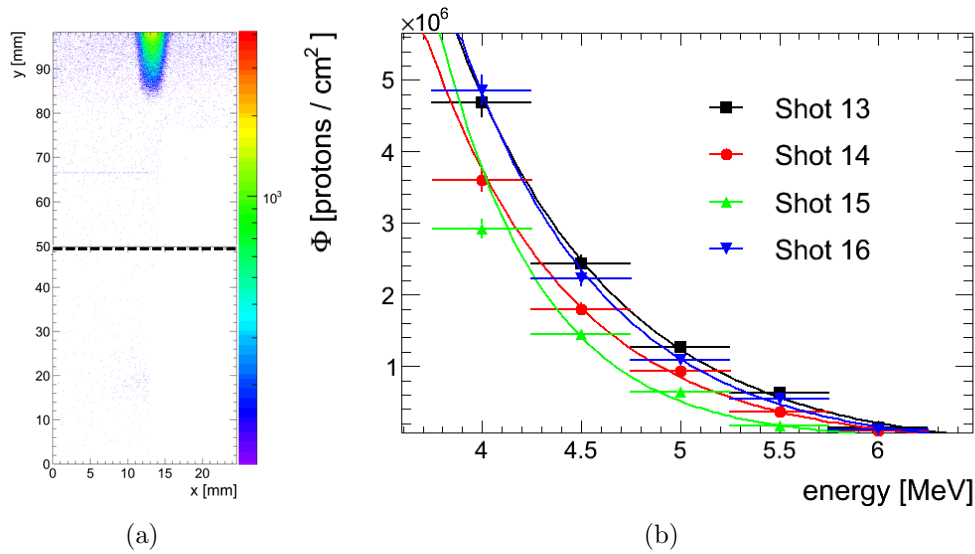 y [mm]
90
80
70
60
50
40
30
20
10
0
0 5 10 15 20
x [mm]
10³
(a)
×10⁶
Φ [protons / cm²]
5
4
3
2
1
Shot 13
Shot 14
Shot 15
Shot 16
4 4.5 5 5.5 6
energy [MeV]
(b)